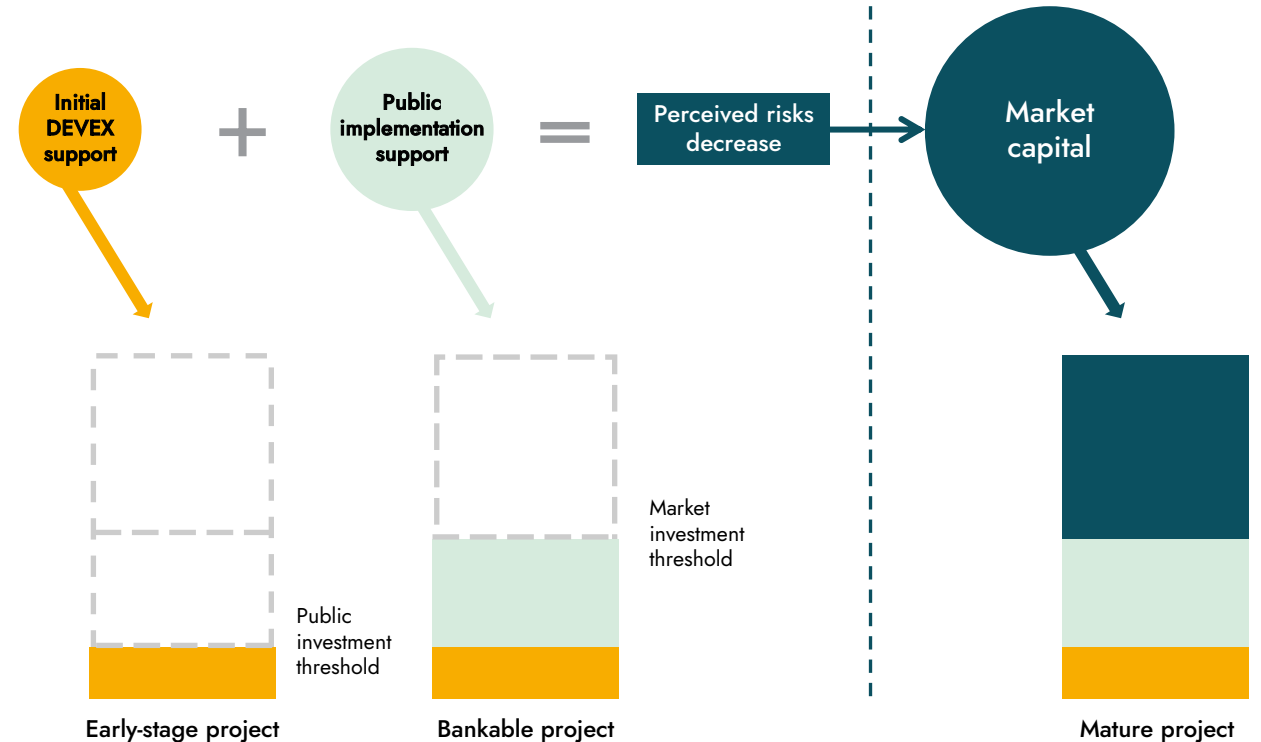 Initial
DEVEX
support
+
Public
implementation
support
=
Perceived risks
decrease
Market
capital
Market
investment
threshold
Public
investment
threshold
Early-stage project
Bankable project
Mature project